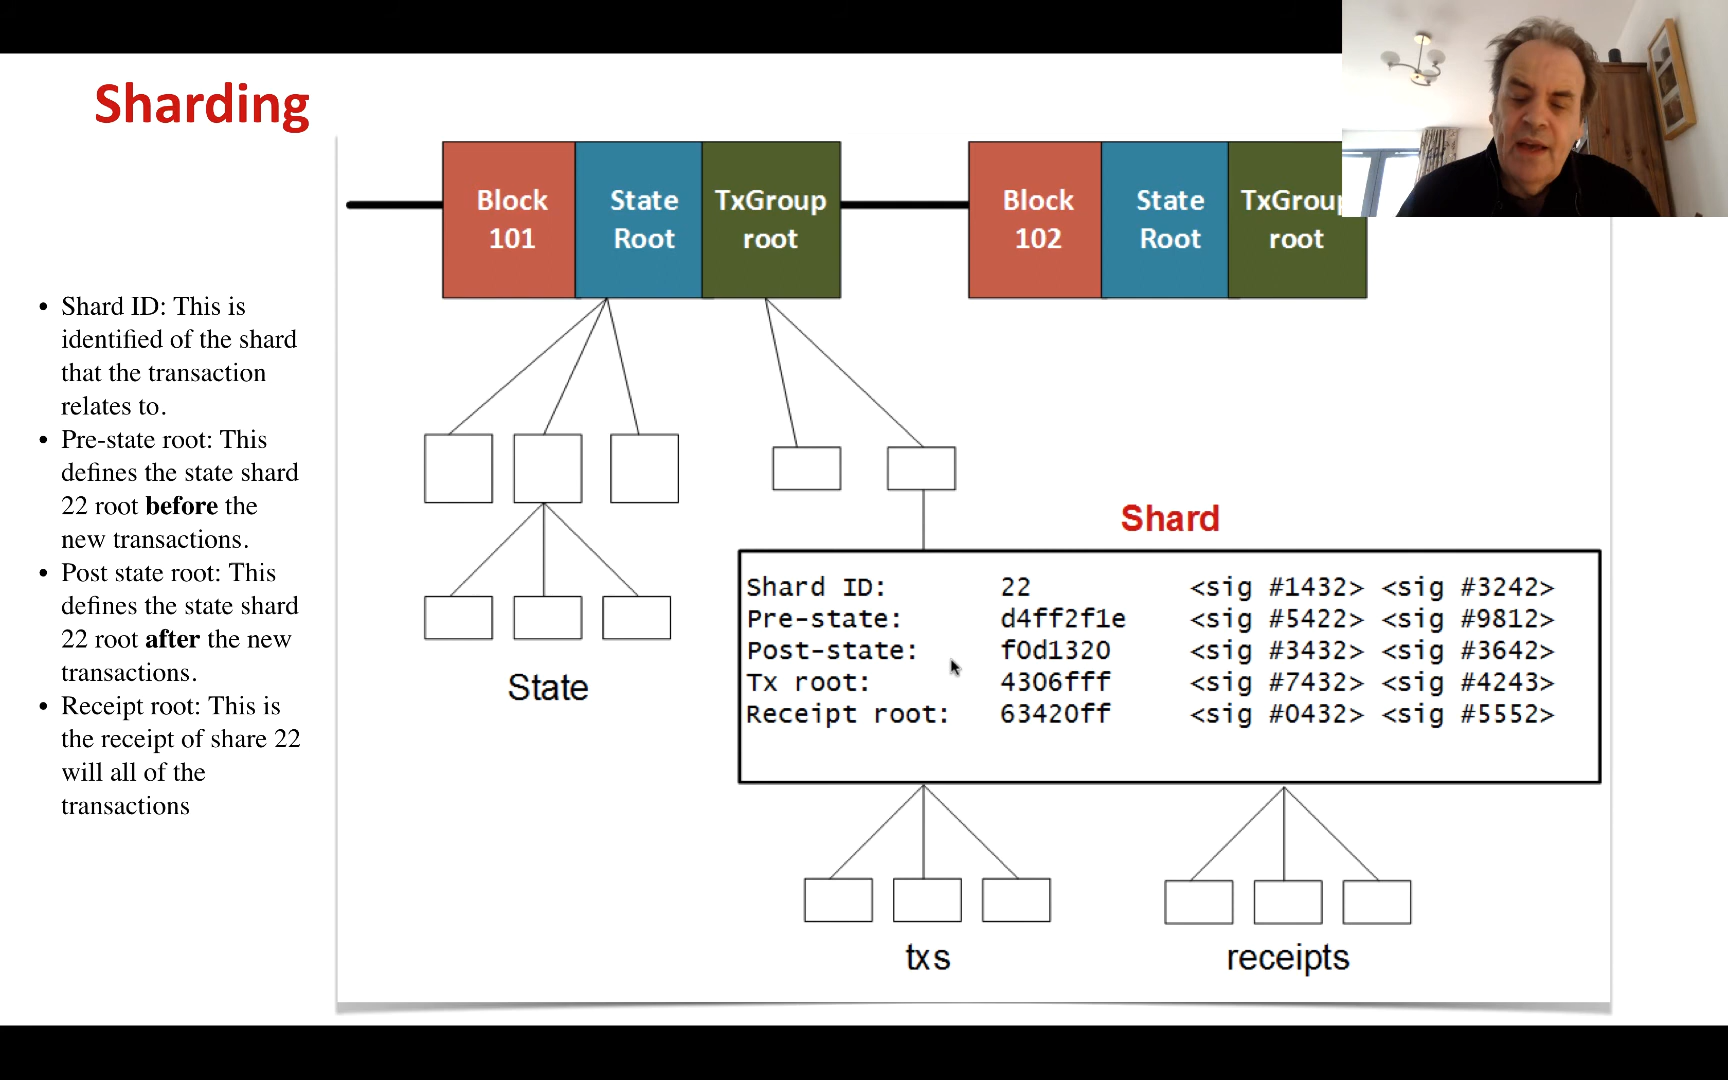 Sharding
Block
101
State
Root
TxGroup
root
Block
102
State
Root
TxGroup
root
• Shard ID: This is
identified of the shard
that the transaction
relates to.
• Pre-state root: This
defines the state shard
22 root before the
new transactions.
• Post state root: This
defines the state shard
22 root after the new
transactions.
• Receipt root: This is
the receipt of share 22
will all of the
transactions
State
Shard
Shard ID: 22 <sig #1432> <sig #3242>
Pre-state: d4ff2f1e <sig #5422> <sig #9812>
Post-state: f0d1320 <sig #3432> <sig #3642>
Tx root: 4306fff <sig #7432> <sig #4243>
Receipt root: 63420ff <sig #0432> <sig #5552>
txs
receipts